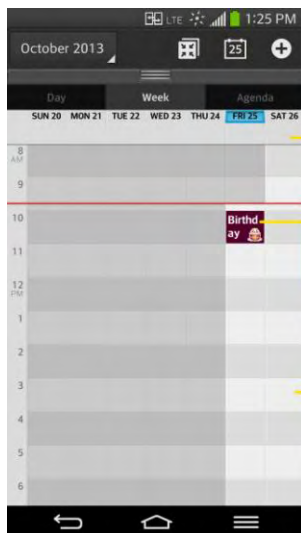 LTE 1:25 PM
October 2013 25
Day Week Agenda
SUN 20 MON 21 TUE 22 WED 23 THU 24 FRI 25 SAT 26
8
AM
9
10
Birthd
ay
11
12
PM
1
2
3
4
5
6